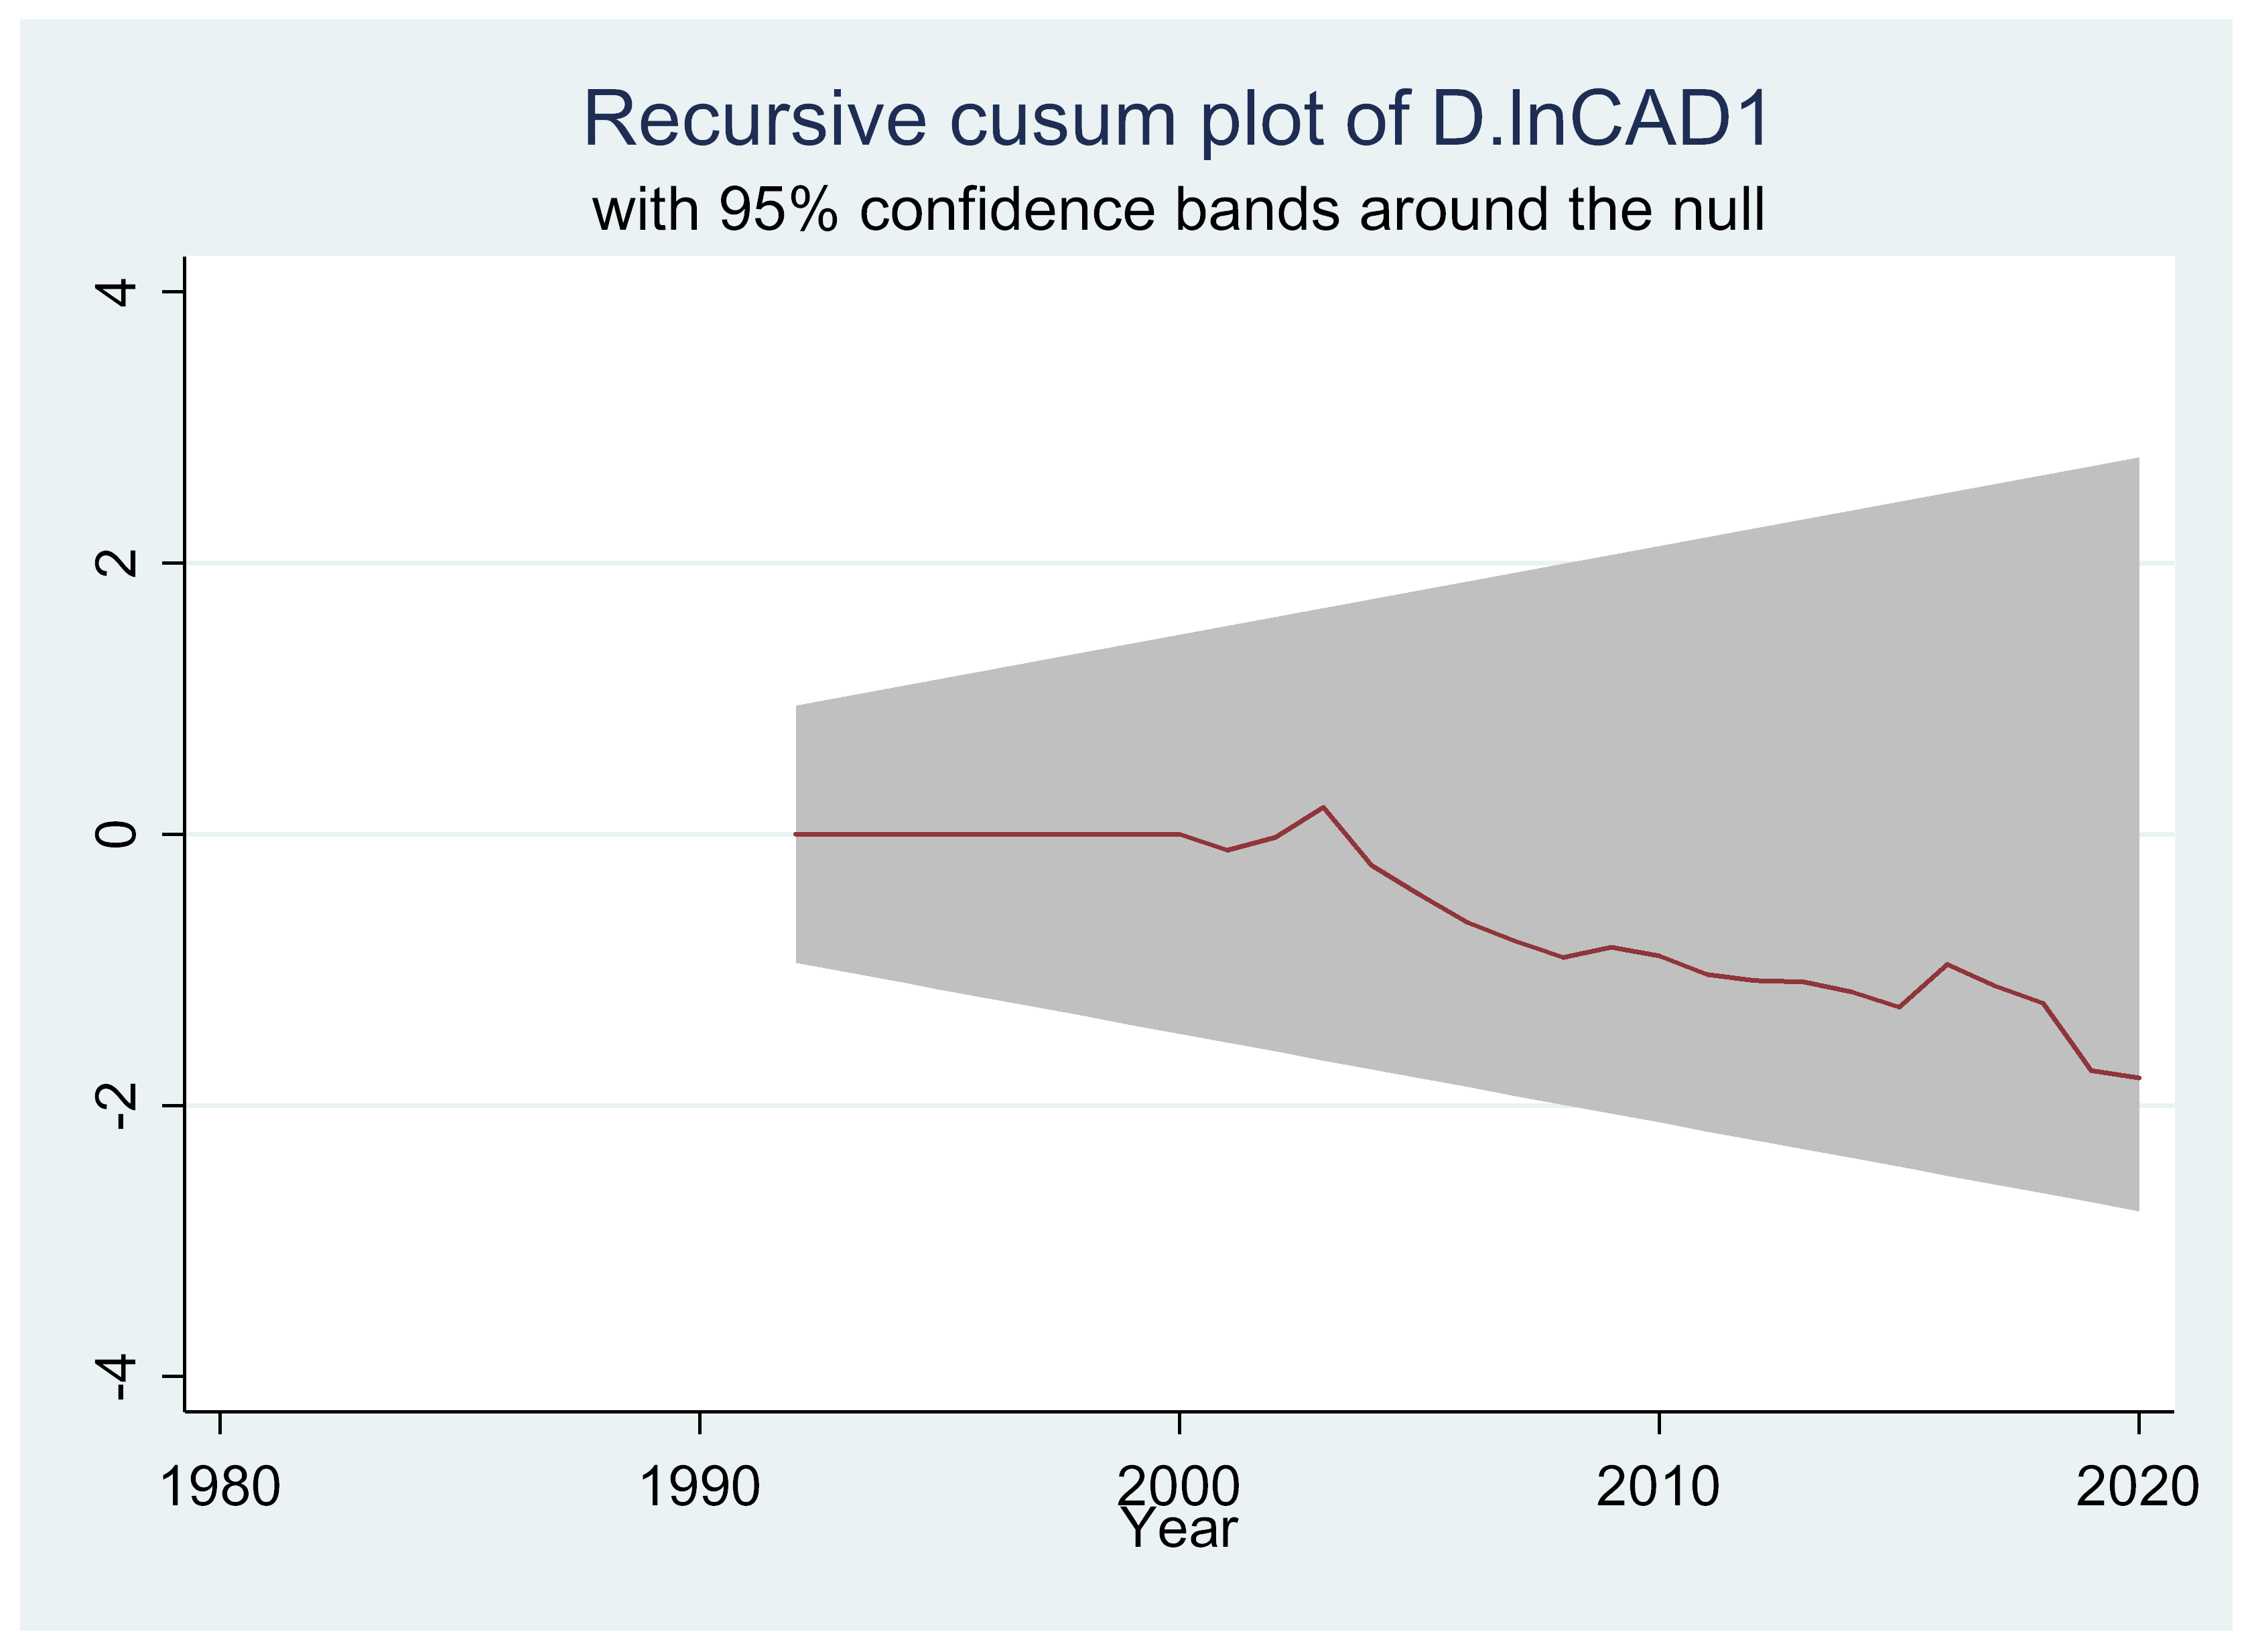 Recursive cusum plot of D.lnCAD1
with 95% confidence bands around the null
4
2
0
-2
-4
1980 1990 2000 2010 2020
Year